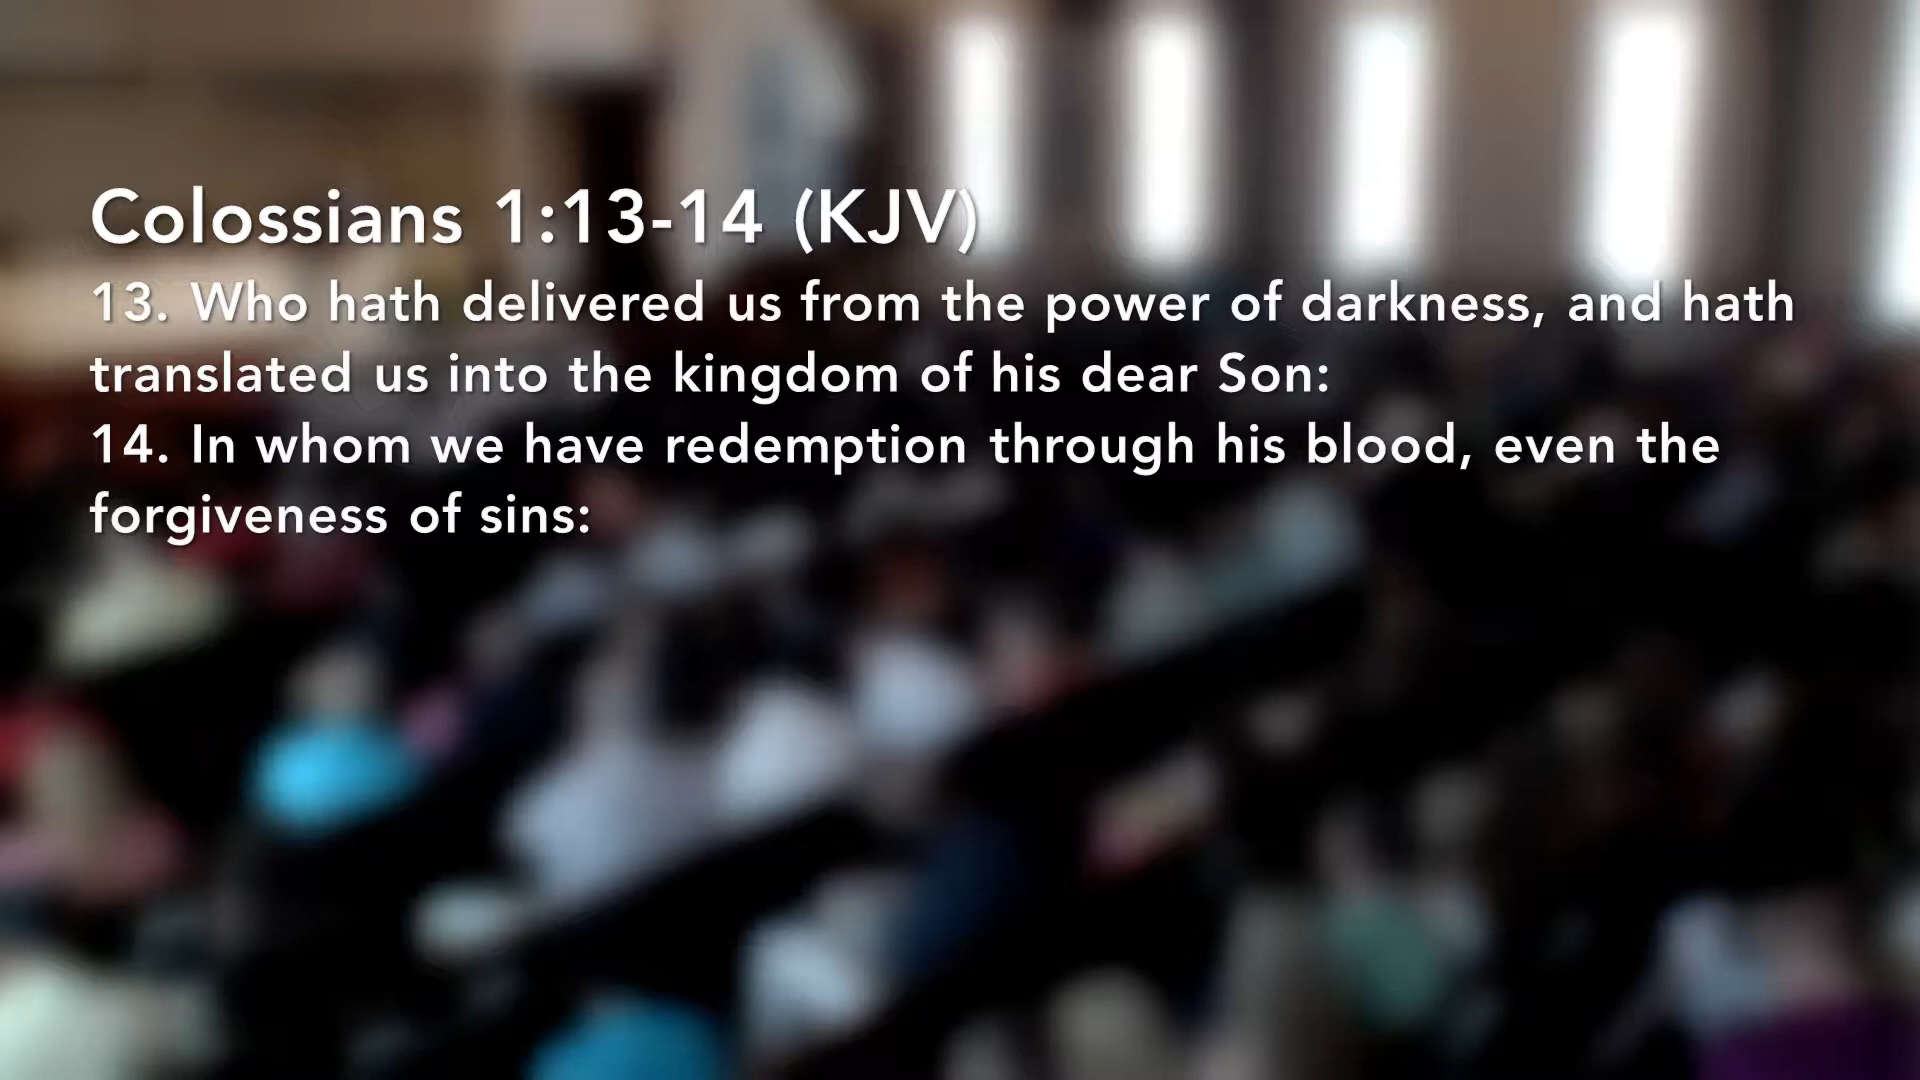 Colossians 1:13-14 (KJV)
13. Who hath delivered us from the power of darkness, and hath
translated us into the kingdom of his dear Son:
14. In whom we have redemption through his blood, even the
forgiveness of sins: